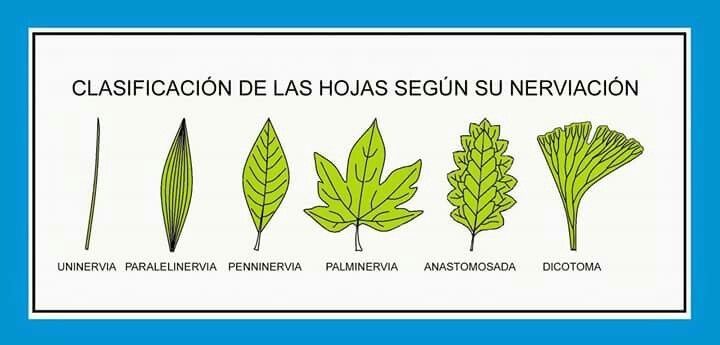 CLASIFICACIÓN DE LAS HOJAS SEGÚN SU NERVIACIÓN
UNINERVIA PARALELINERVIA PENNINERVIA PALMINERVIA ANASTOMOSADA DICOTOMA